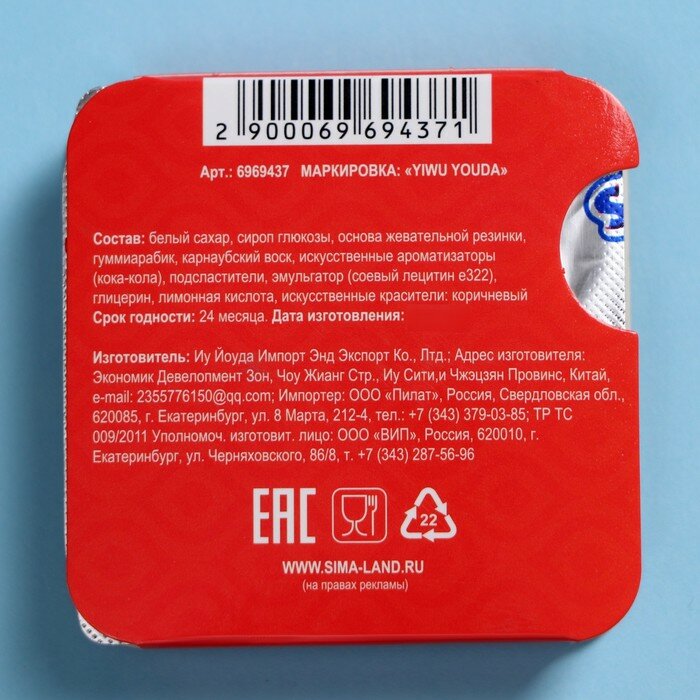 2 900069 694371
Арт.: 6969437 МАРКИРОВКА: «YIWU YOUDA»
Состав: белый сахар, сироп глюкозы, основа жевательной резинки,
гуммиарабик, карнаубский воск, искусственные ароматизаторы
(кока-кола), подсластители, эмульгатор (соевый лецитин е322),
глицерин, лимонная кислота, искусственные красители: коричневый
Срок годности: 24 месяца. Дата изготовления:
Изготовитель: Иу Йоуда Импорт Энд Экспорт Ко., Лтд.; Адрес изготовителя:
Экономик Девелопмент Зон, Чоу Жианг Стр., Иу Сити,и Чжэцзян Провинс, Китай,
e-mail: 2355776150@qq.com; Импортер: ООО «Пилат», Россия, Свердловская обл.,
620085, г. Екатеринбург, ул. 8 Марта, 212-4, тел.: +7 (343) 379-03-85; ТР ТС
009/2011 Уполномоч. изготовит. лицо: ООО «ВИП», Россия, 620010, г.
Екатеринбург, ул. Черняховского, 86/8, т. +7 (343) 287-56-96
EAC
22
WWW.SIMA-LAND.RU
(на правах рекламы)